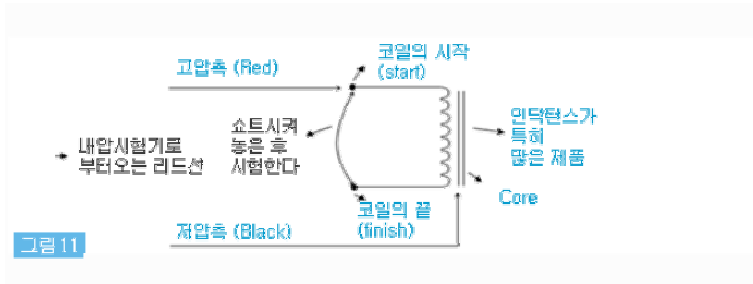 코일의 시작
(start)
고압측 (Red)
쇼트시켜
놓은 후
시험한다
인덕턴스가
특히
많은 제품
내압시험기로
부터오는 리드선
Core
코일의 끝
(finish)
저압측 (Black)
그림 11